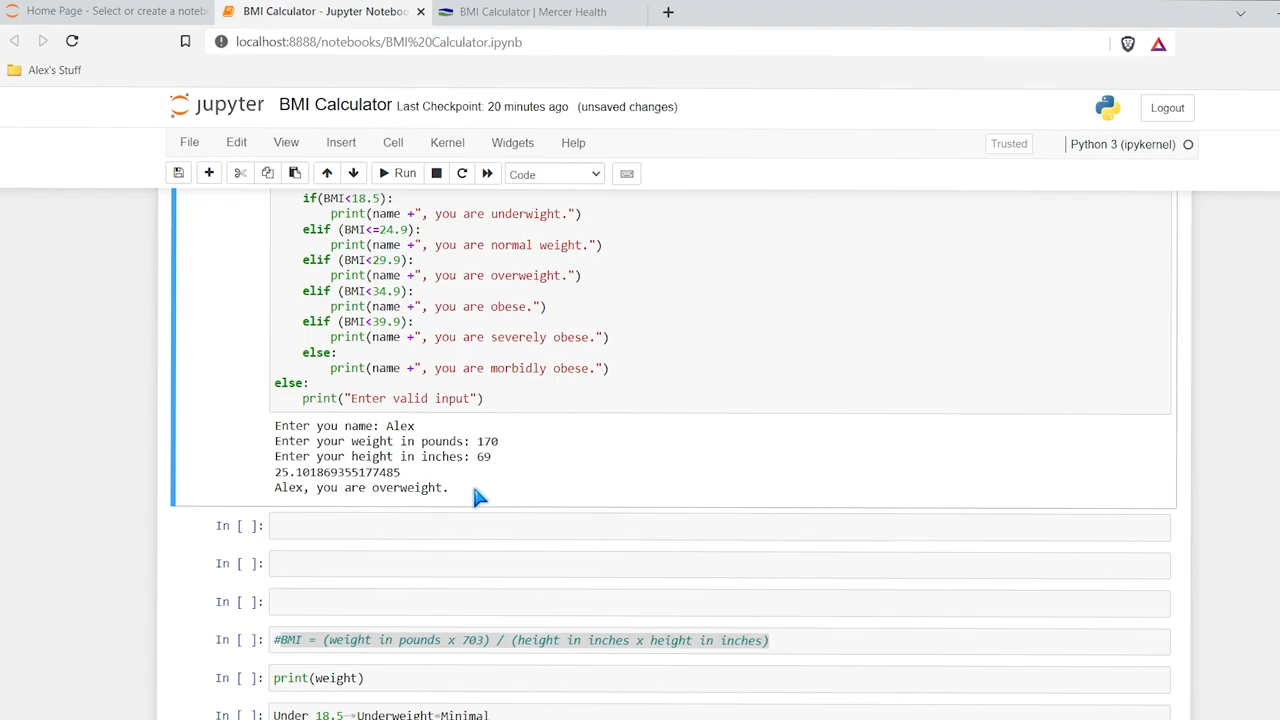 Home Page - Select or create a noteb
BMI Calculator - Jupyter Noteboo
BMI Calculator | Mercer Health
localhost:8888/notebooks/BMI%20Calculator.ipynb
Alex's Stuff
jupyter BMI Calculator Last Checkpoint: 20 minutes ago (unsaved changes)
Logout
File Edit View Insert Cell Kernel Widgets Help
Trusted
Python 3 (ipykernel)
Run
Code
if(BMI<18.5):
print(name +", you are underwight.")
elif (BMI<=24.9):
print(name +", you are normal weight.")
elif (BMI<29.9):
print(name +", you are overweight.")
elif (BMI<34.9):
print(name +", you are obese.")
elif (BMI<39.9):
print(name +", you are severely obese.")
else:
print(name +", you are morbidly obese.")
else:
print("Enter valid input")
Enter you name: Alex
Enter your weight in pounds: 170
Enter your height in inches: 69
25.101869355177485
Alex, you are overweight.
In [ ]:
In [ ]:
In [ ]:
In [ ]: #BMI = (weight in pounds x 703) / (height in inches x height in inches)
In [ ]: print(weight)
In [ ]: Under 18.5 Underweight Minimal